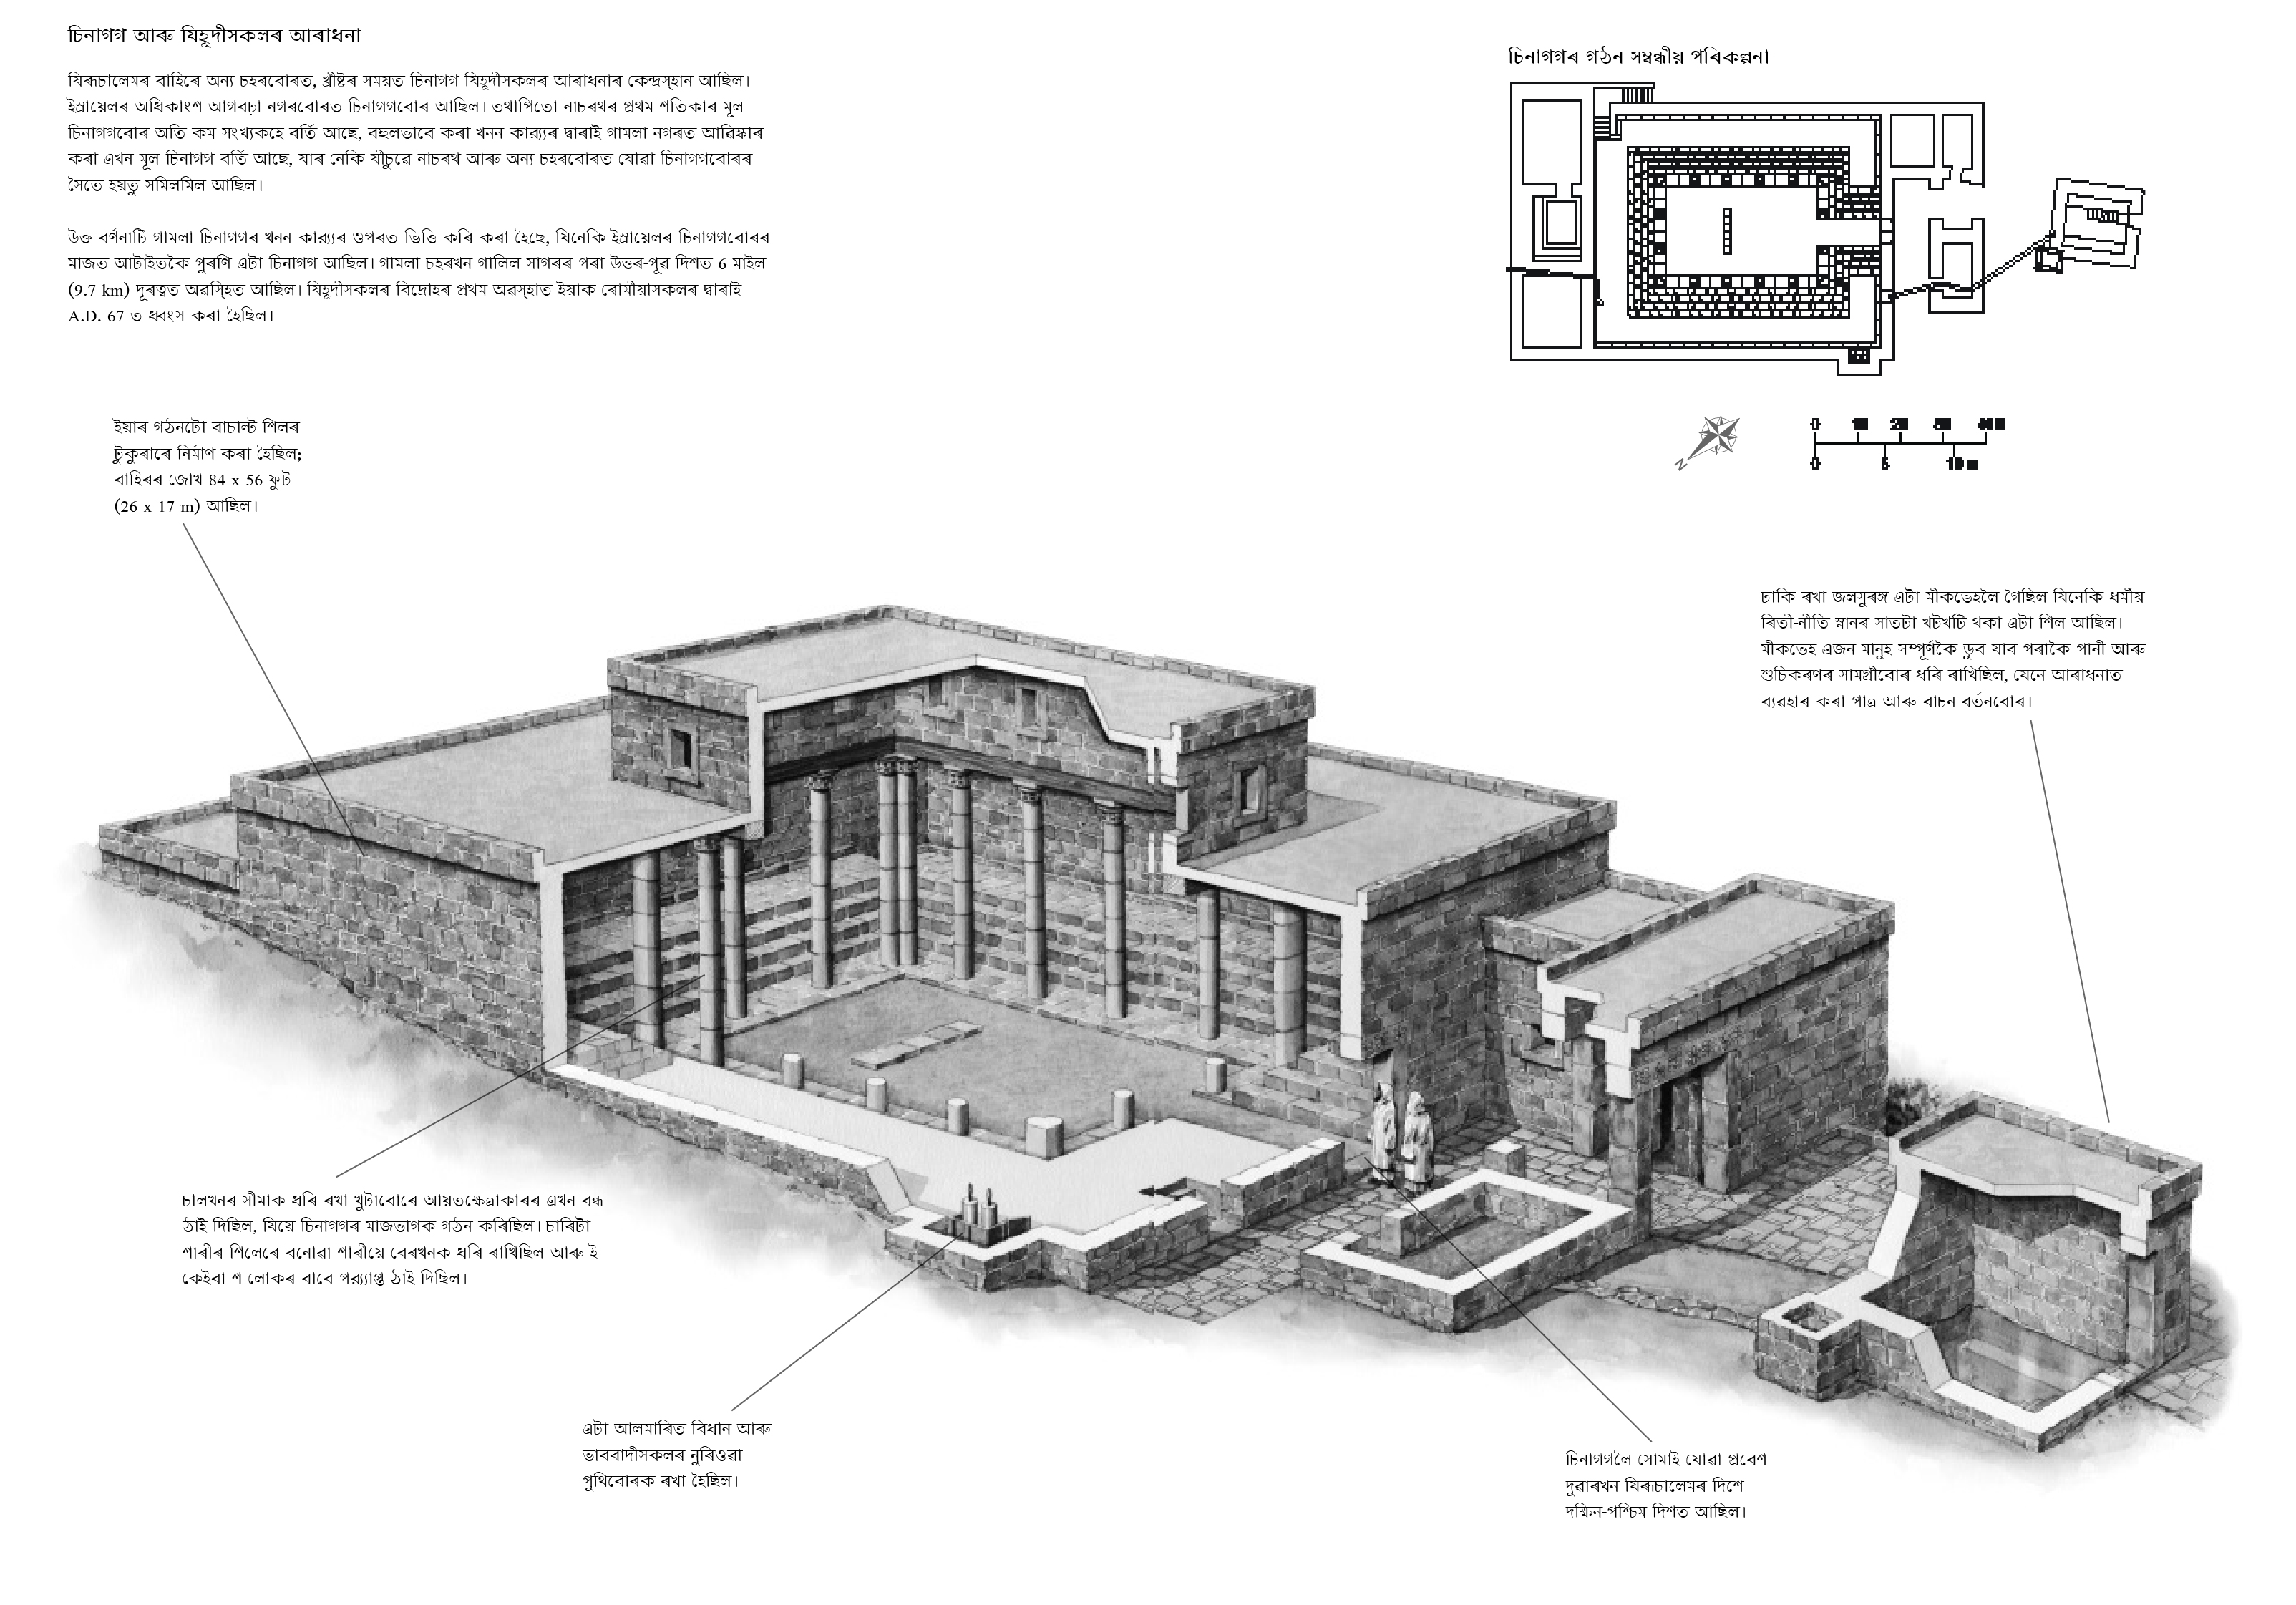 চিনাগগ আৰু যিহূদীসকলৰ আৰাধনা
যিৰূচালেমৰ বাহিৰে অন্য চহৰবোৰত, খ্ৰীষ্টৰ সময়ত চিনাগগ যিহূদীসকলৰ আৰাধনাৰ কেন্দ্ৰস্হান আছিল।
ইস্ৰায়েলৰ অধিকাংশ আগবঢ়া নগৰবোৰত চিনাগগবোৰ আছিল। তথাপিতো নাচৰথৰ প্ৰথম শতিকাৰ মূল
চিনাগগবোৰ অতি কম সংখ্যকহে বৰ্তি আছে, বহুলভাবে কৰা খনন কাৰ্য্যৰ দ্বাৰাই গামলা নগৰত আৱিষ্কাৰ
কৰা এখন মূল চিনাগগ বৰ্তি আছে, যাৰ নেকি যীচুৱে নাচৰথ আৰু অন্য চহৰবোৰত যোৱা চিনাগগবোৰৰ
সৈতে হয়তু সমিলমিল আছিল।
উক্ত বৰ্ণনাটি গামলা চিনাগগৰ খনন কাৰ্য্যৰ ওপৰত ভিত্তি কৰি কৰা হৈছে, যিনেকি ইস্ৰায়েলৰ চিনাগগবোৰৰ
মাজত আটাইতকৈ পুৰণি এটা চিনাগগ আছিল। গামলা চহৰখন গালিল সাগৰৰ পৰা উত্তৰ-পূৱ দিশত 6 মাইল
(9.7 km) দূৰত্বত অৱস্হিত আছিল। যিহূদীসকলৰ বিদ্ৰোহৰ প্ৰথম অৱস্হাত ইয়াক ৰোমীয়াসকলৰ দ্বাৰাই
A.D. 67 ত ধ্বংস কৰা হৈছিল।
চিনাগগৰ গঠন সম্বন্ধীয় পৰিকল্পনা
N
0
0 5 10 m
ইয়াৰ গঠনটো বাচাল্ট শিলৰ
টুকুৰাৰে নিৰ্মাণ কৰা হৈছিল;
বাহিৰৰ জোখ 84 x 56 ফুট
(26 x 17 m) আছিল।
ঢাকি ৰখা জলসুৰঙ্গ এটা মীকভেহলৈ গৈছিল যিনেকি ধৰ্মীয়
ৰিতী-নীতি স্নানৰ সাতটা খটখটি থকা এটা শিল আছিল।
মীকভেহ এজন মানুহ সম্পূৰ্ণকৈ ডুব যাব পৰাকৈ পানী আৰু
শুচিকৰণৰ সামগ্ৰীবোৰ ধৰি ৰাখিছিল, যেনে আৰাধনাত
ব্যৱহাৰ কৰা পাত্ৰ আৰু বাচন-বৰ্তনবোৰ।
চালখনৰ সীমাক ধৰি ৰখা খুটাবোৰে আয়তক্ষেত্ৰাকাৰৰ এখন বন্ধ
ঠাই দিছিল, যিয়ে চিনাগগৰ মাজভাগক গঠন কৰিছিল। চাৰিটা
শাৰীৰ শিলেৰে বনোৱা শাৰীয়ে বেৰখনক ধৰি ৰাখিছিল আৰু ই
কেইবা শ লোকৰ বাবে পৰ্য্যাপ্ত ঠাই দিছিল।
এটা আলমাৰিত বিধান আৰু
ভাববাদীসকলৰ নুৰিওৱা
পুথিবোৰক ৰখা হৈছিল।
চিনাগগলৈ সোমাই যোৱা প্ৰবেশ
দুৱাৰখন যিৰূচালেমৰ দিশে
দক্ষিন-পশ্চিম দিশত আছিল।